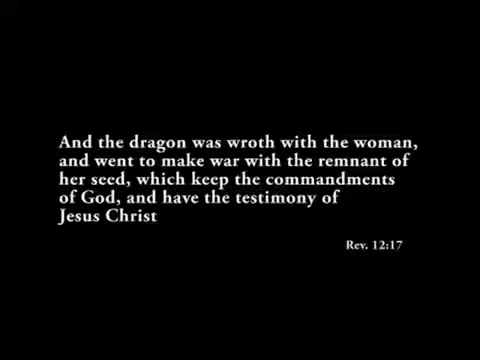 And the dragon was wroth with the woman,
and went to make war with the remnant of
her seed, which keep the commandments
of God, and have the testimony of
Jesus Christ
Rev. 12:17